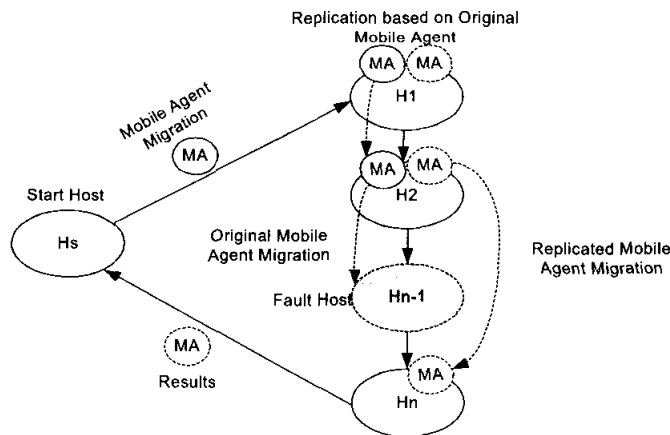 Replication based on Original
Mobile Agent
MA
MA
H1
Mobile Agent
Migration
MA
MA
MA
H2
Start Host
Hs
Original Mobile
Agent Migration
Replicated Mobile
Agent Migration
Fault Host
Hn-1
MA
Results
MA
Hn